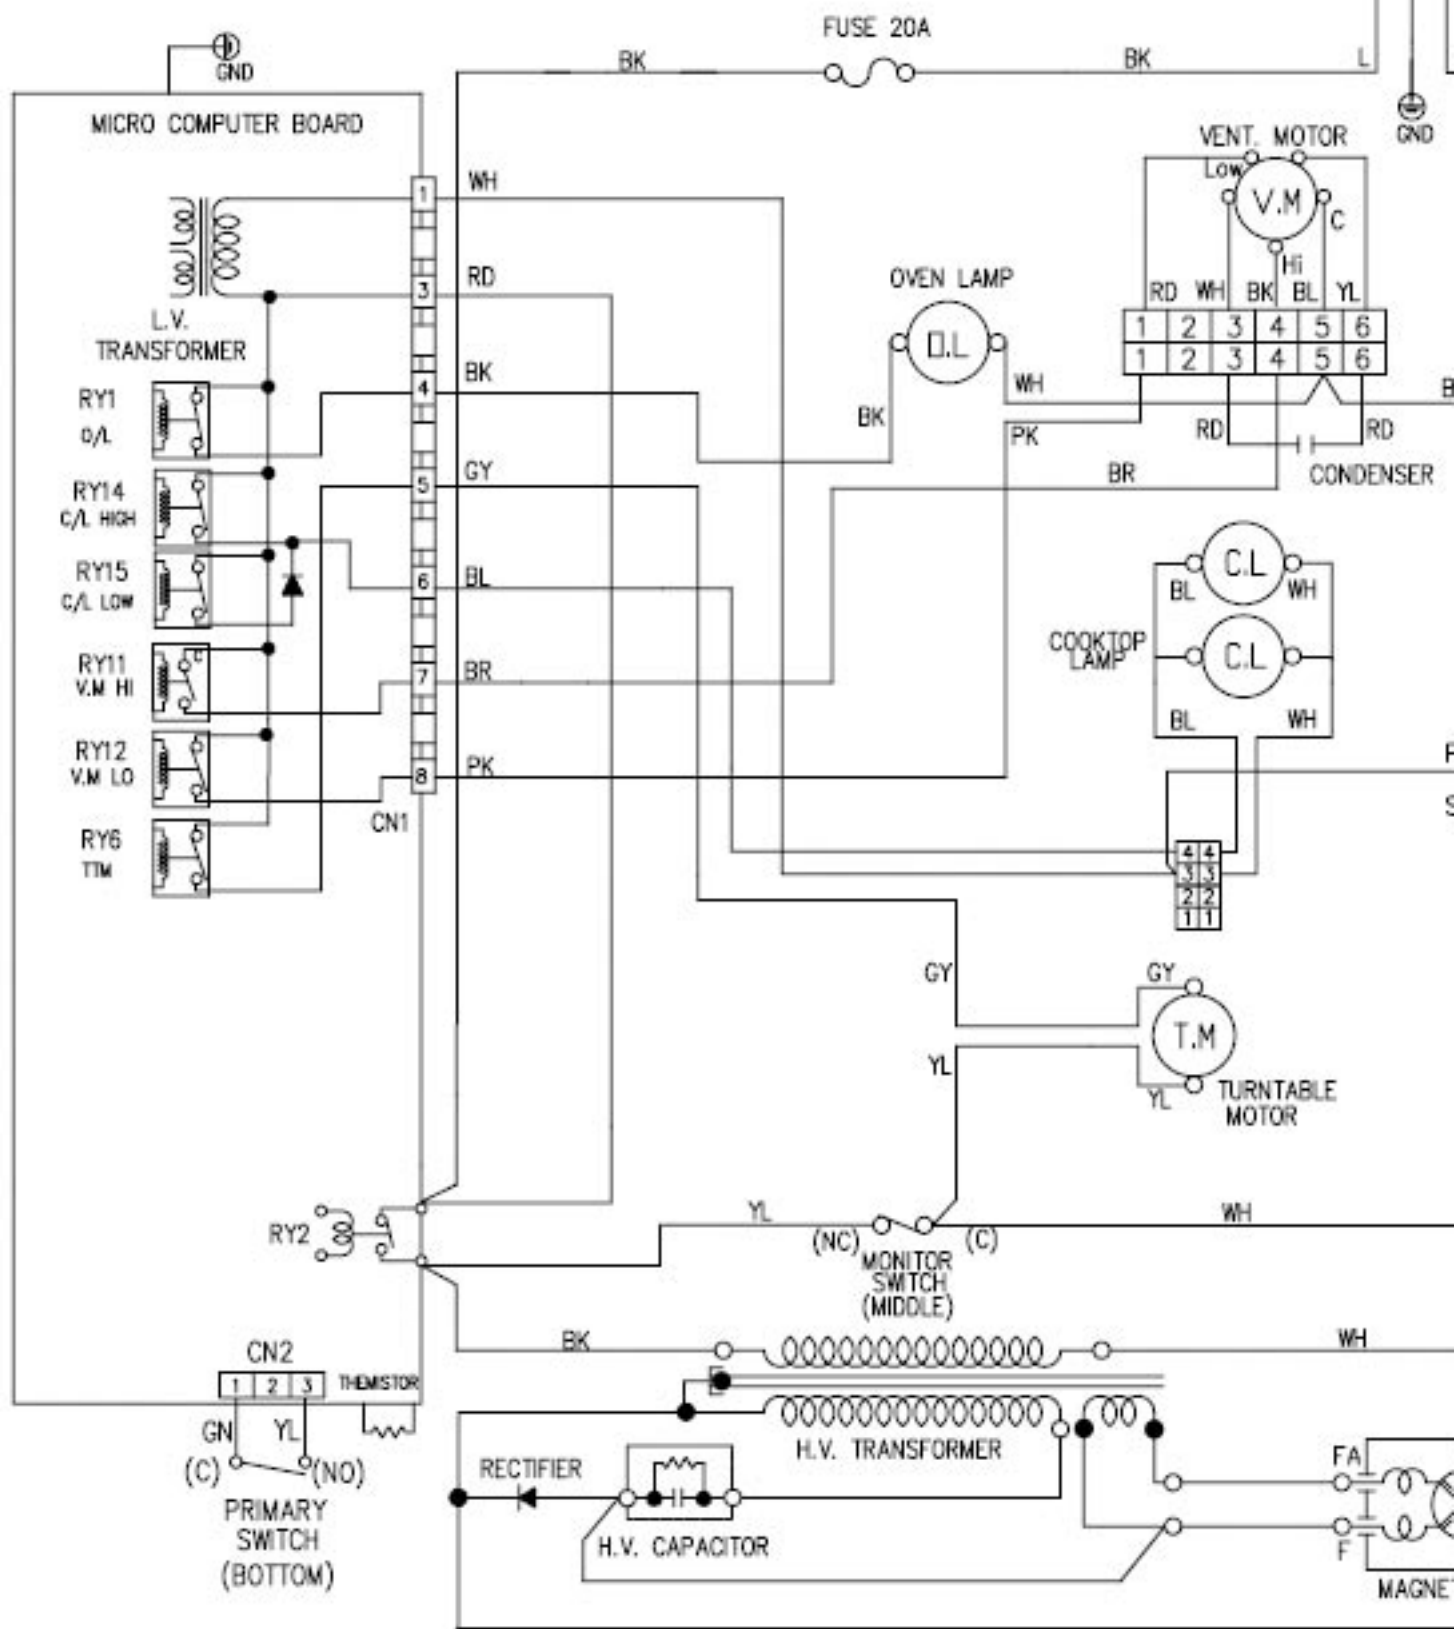 FUSE 20A
BK
BK
L
GND
GND
MICRO COMPUTER BOARD
VENT. MOTOR
Low
V.M
C
Hi
1
WH
RD WH BK BL YL
OVEN LAMP
O.L
3
RD
1 2 3 4 5 6
1 2 3 4 5 6
L.V.
TRANSFORMER
RY1
O/L
4
BK
BK
WH
PK
RD
RD
B
CONDENSER
BR
RY14
C/L HIGH
5
GY
RY15
C/L LOW
6
BL
C.L
BL
WH
COOKTOP
LAMP
C.L
BL
WH
RY11
V.M HI
C
7
BR
RY12
V.M LO
8
PK
CN1
RY6
TTM
4 4
3 3
2 2
1 1
GY
GY
T.M
YL
YL
TURNTABLE
MOTOR
RY2
YL
(NC)
(C)
WH
MONITOR
SWITCH
(MIDDLE)
BK
WH
CN2
1 2 3
THEMISTOR
GN
YL
(C)
(NO)
PRIMARY
SWITCH
(BOTTOM)
H.V. TRANSFORMER
RECTIFIER
H.V. CAPACITOR
FA
F
MAGNE